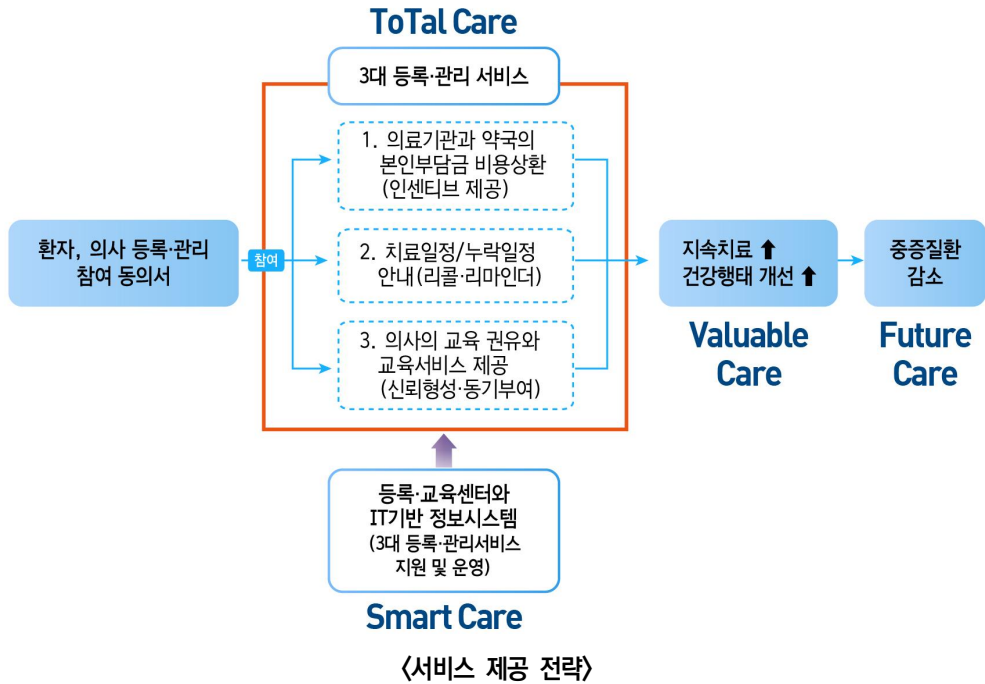 ToTal Care
3대 등록·관리 서비스
1. 의료기관과 약국의
본인부담금 비용상환
(인센티브 제공)
환자, 의사 등록·관리
참여 동의서
참여
2. 치료일정/누락일정
안내(리콜·리마인더)
3. 의사의 교육 권유와
교육서비스 제공
(신뢰형성·동기부여)
지속치료 ⬆
건강행태 개선 ⬆
Valuable
Care
중증질환
감소
Future
Care
등록·교육센터와
IT기반 정보시스템
(3대 등록·관리서비스
지원 및 운영)
Smart Care
〈서비스 제공 전략〉